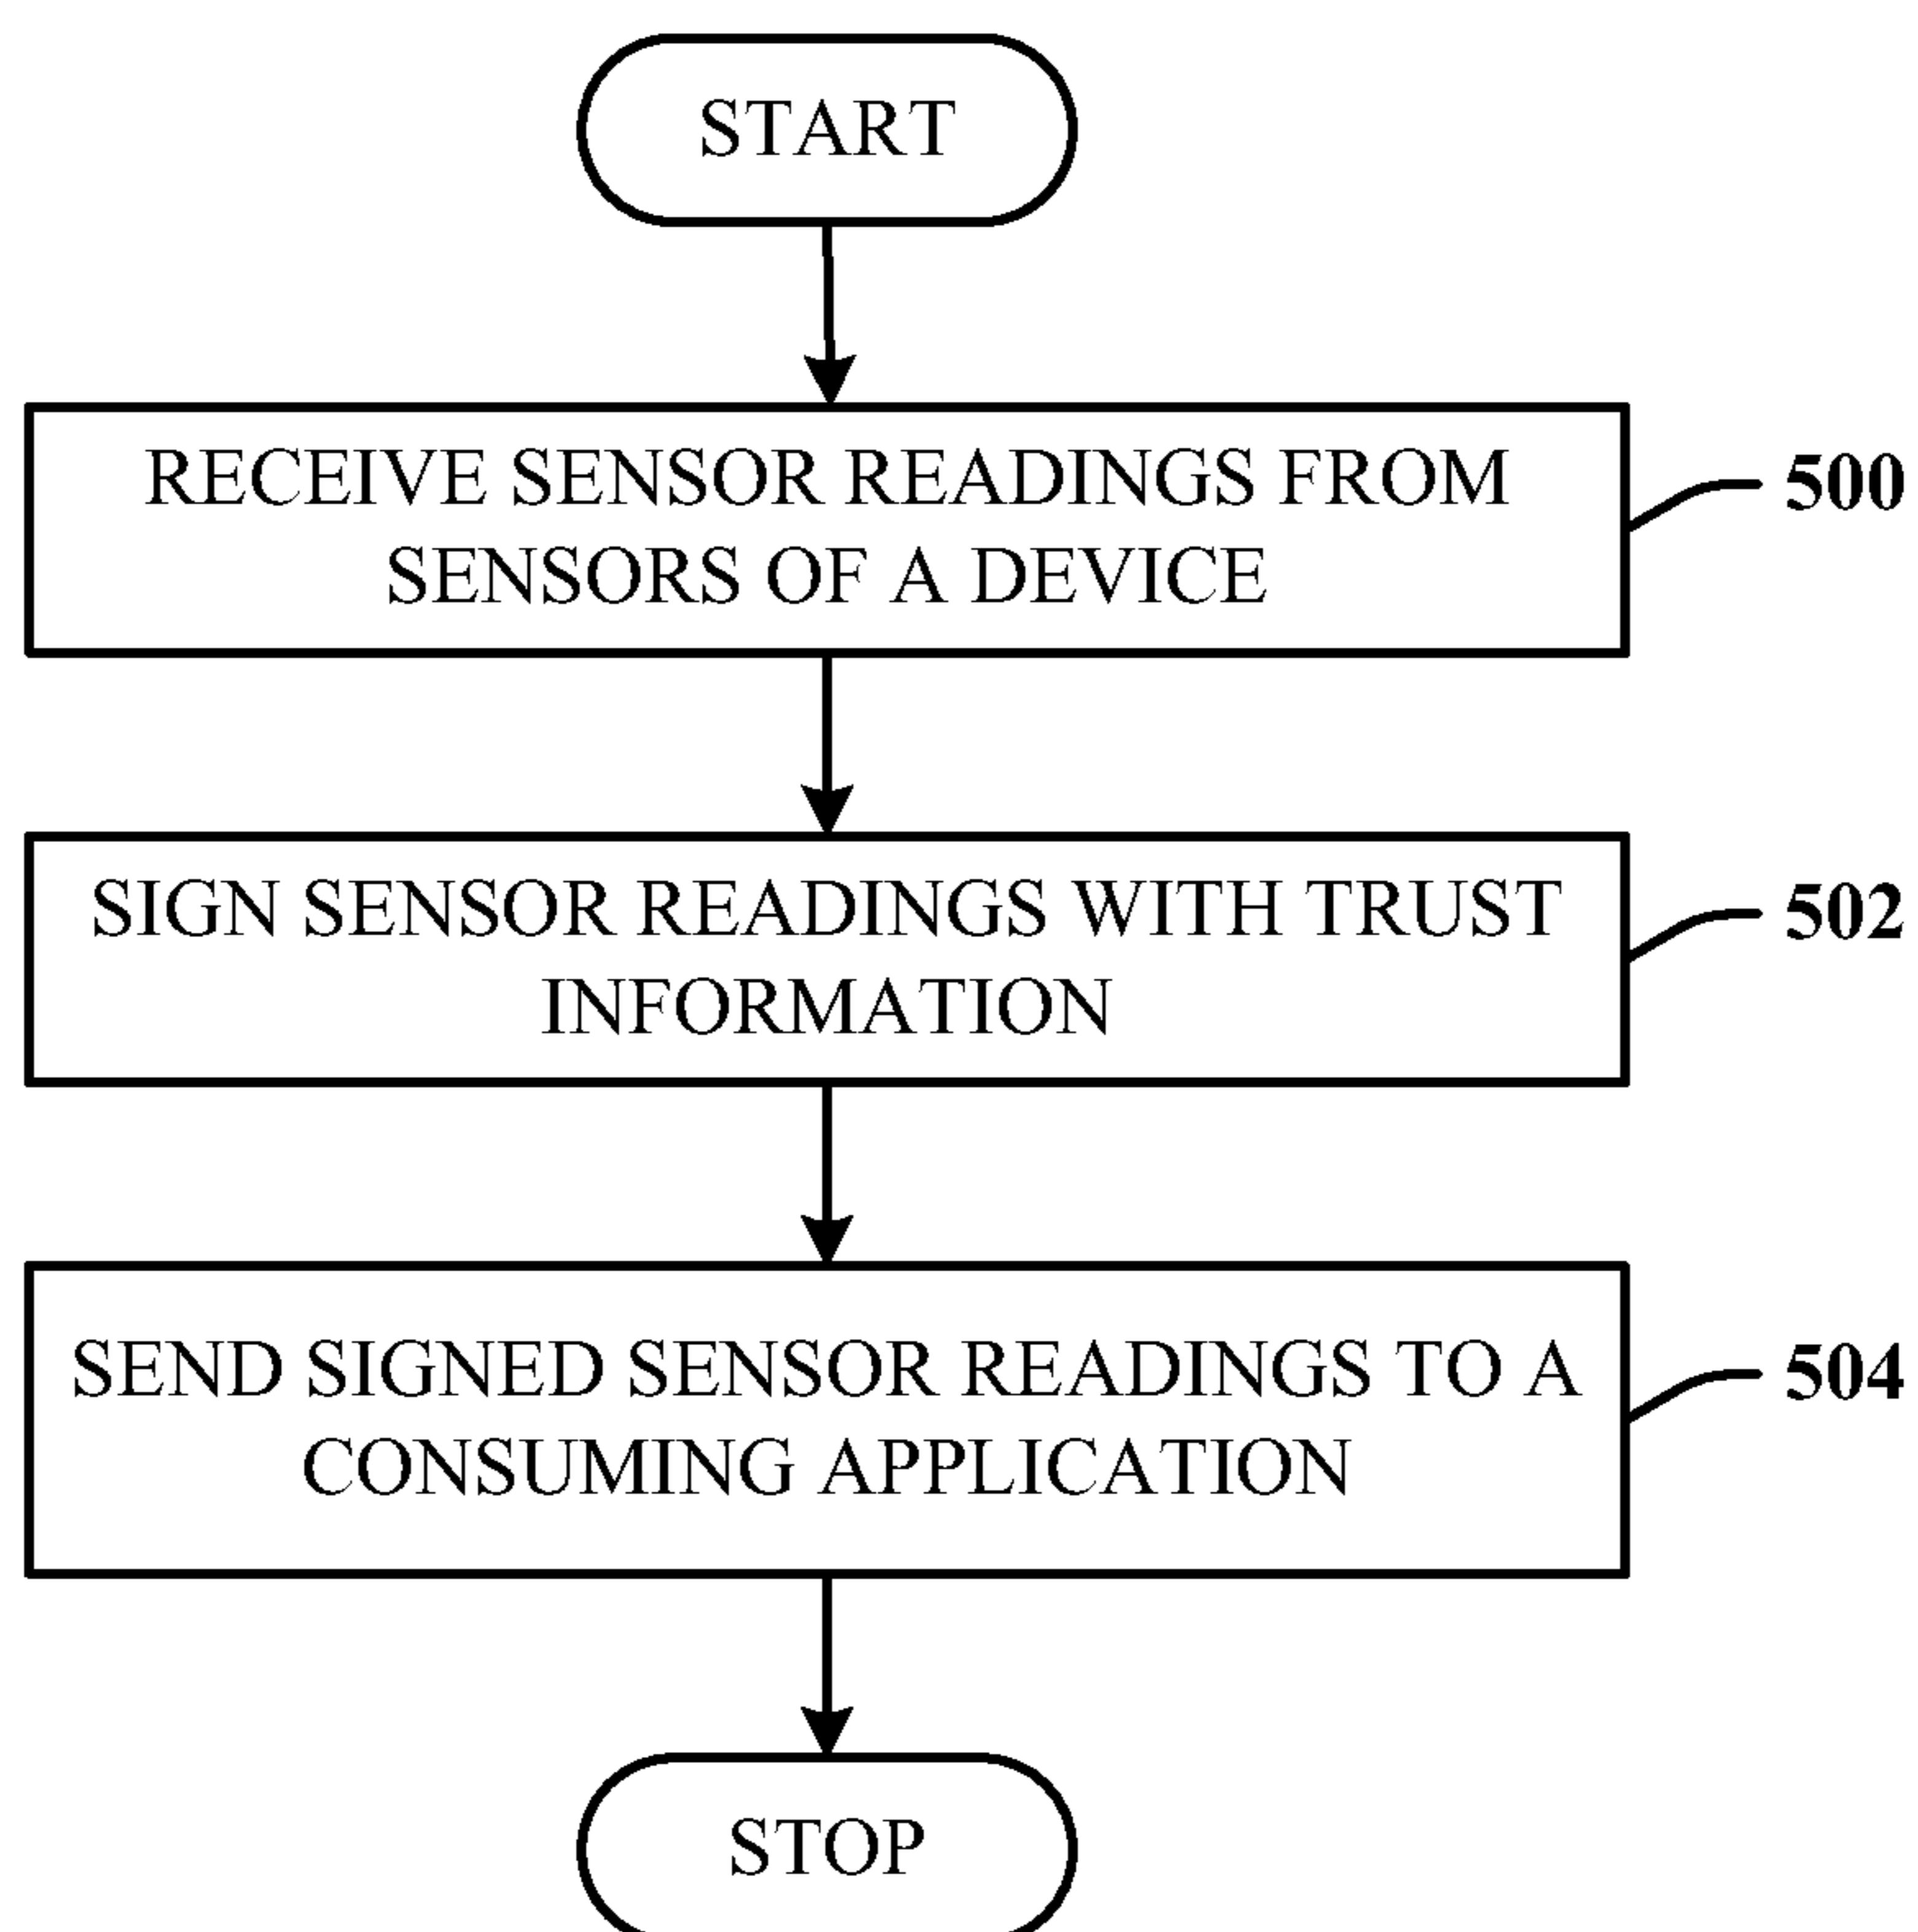 START
RECEIVE SENSOR READINGS FROM
SENSORS OF A DEVICE
500
SIGN SENSOR READINGS WITH TRUST
INFORMATION
502
SEND SIGNED SENSOR READINGS TO A
CONSUMING APPLICATION
504
STOP